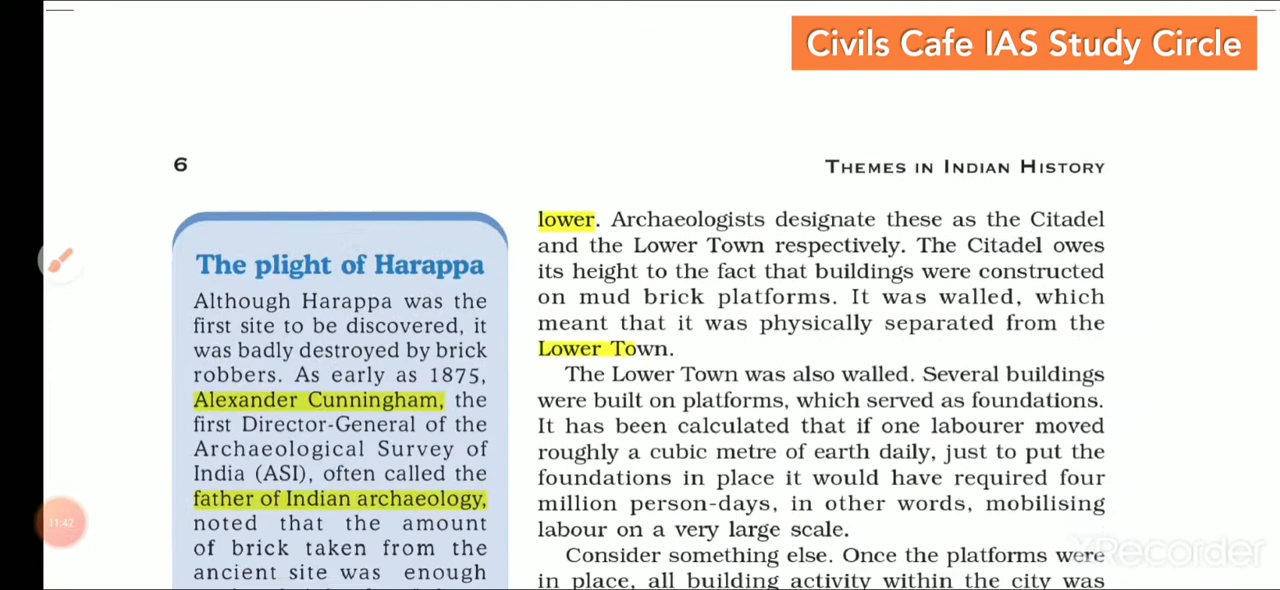 Civils Cafe IAS Study Circle
6
THEMES IN INDIAN HISTORY
The plight of Harappa
Although Harappa was the
first site to be discovered, it
was badly destroyed by brick
robbers. As early as 1875,
Alexander Cunningham, the
first Director-General of the
Archaeological Survey of
India (ASI), often called the
father of Indian archaeology,
noted that the amount
of brick taken from the
ancient site was enough
lower. Archaeologists designate these as the Citadel
and the Lower Town respectively. The Citadel owes
its height to the fact that buildings were constructed
on mud brick platforms. It was walled, which
meant that it was physically separated from the
Lower Town.
The Lower Town was also walled. Several buildings
were built on platforms, which served as foundations.
It has been calculated that if one labourer moved
roughly a cubic metre of earth daily, just to put the
foundations in place it would have required four
million person-days, in other words, mobilising
labour on a very large scale.
Consider something else. Once the platforms were
in place, all building activity within the city was
11:42
XRecorder